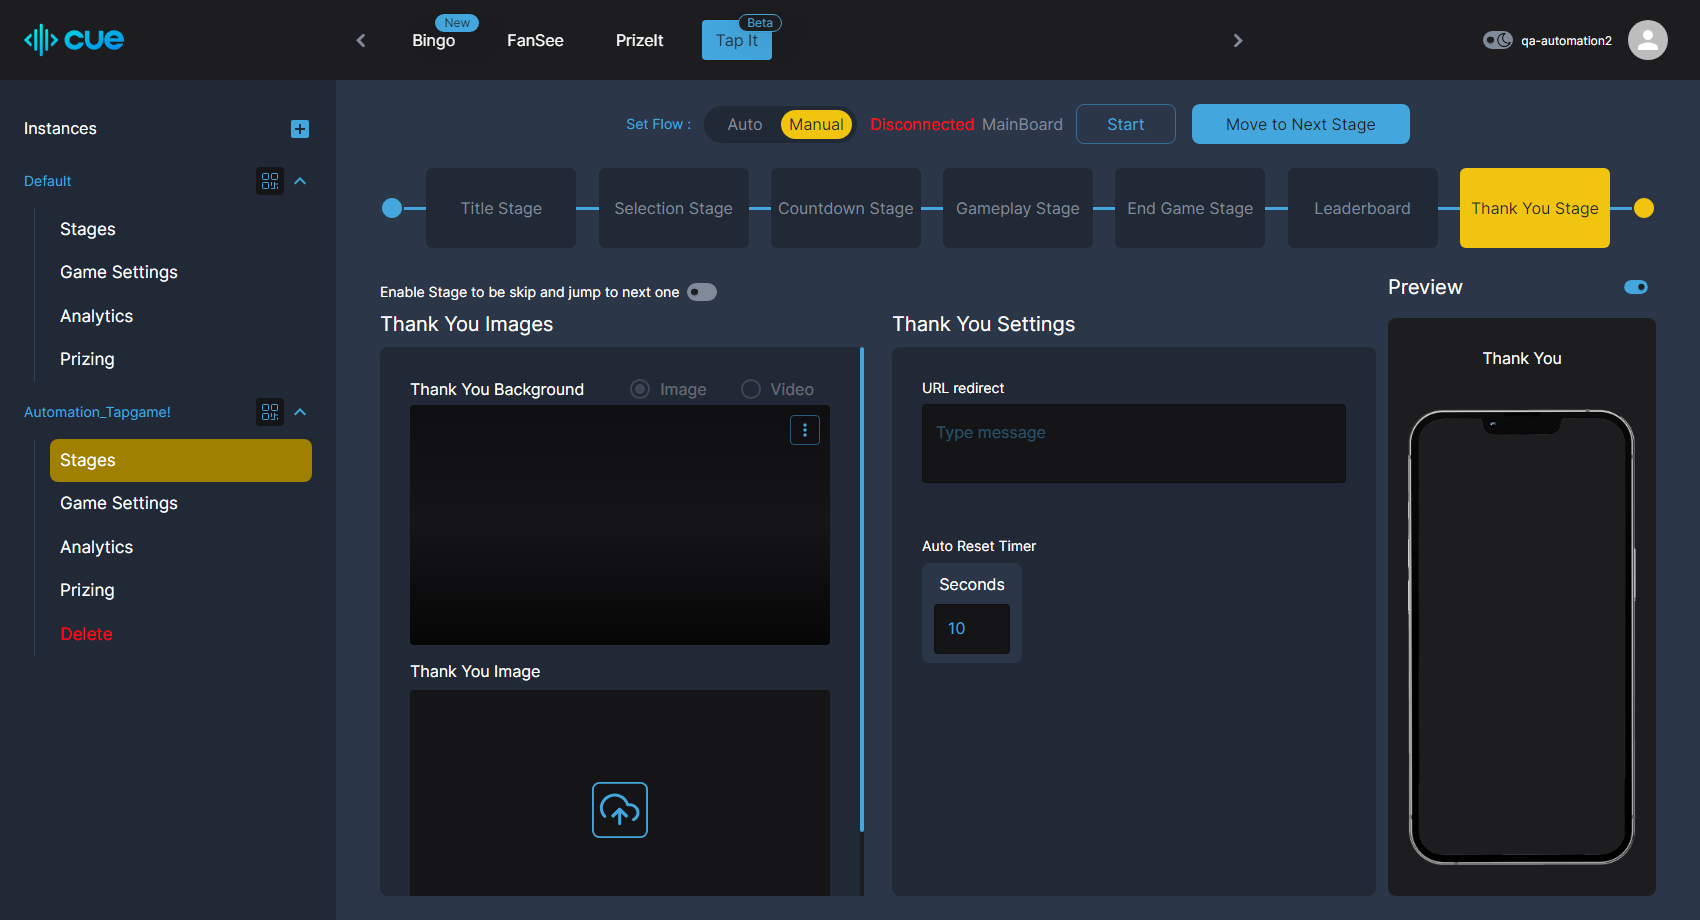 cue
New
Bingo
FanSee
PrizeIt
Beta
Tap It
qa-automation2
Instances
Default
Stages
Game Settings
Analytics
Prizing
Automation_Tapgame!
Stages
Game Settings
Analytics
Prizing
Delete
Set Flow :
Auto
Manual
Disconnected MainBoard
Start
Move to Next Stage
Title Stage
Selection Stage
Countdown Stage
Gameplay Stage
End Game Stage
Leaderboard
Thank You Stage
Enable Stage to be skip and jump to next one
Thank You Images
Thank You Background
Image
Video
Thank You Image
Thank You Settings
URL redirect
Type message
Auto Reset Timer
Seconds
10
Preview
Thank You